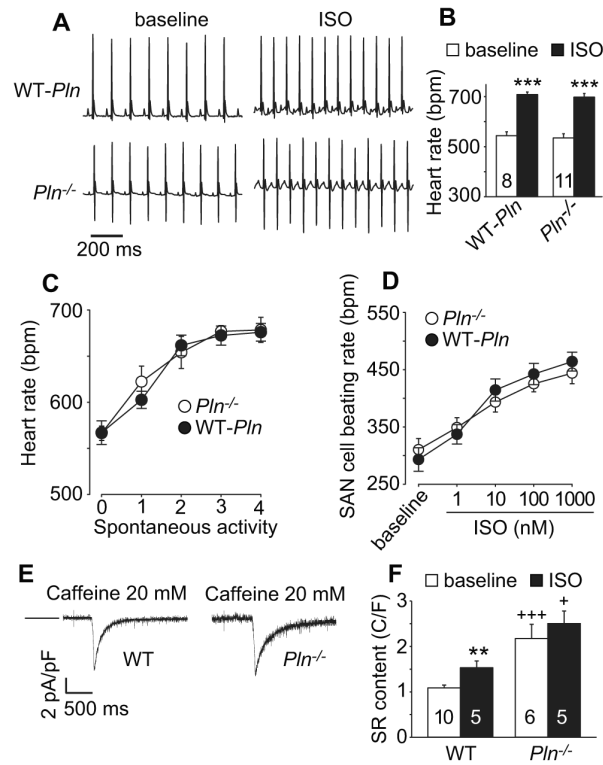 A
baseline
ISO
WT-Pln
Pln-/-
200 ms
B
baseline ISO
Heart rate (bpm)
700
500
300
***
***
8
11
WT-Pln
Pln-/-
C
Heart rate (bpm)
700
600
500
Pln-/-
WT-Pln
0 1 2 3 4
Spontaneous activity
D
SAN cell beating rate (bpm)
550
450
350
250
Pln-/-
WT-Pln
baseline
1 10 100 1000
ISO (nM)
E
Caffeine 20 mM
Caffeine 20 mM
WT
Pln-/-
2 pA/pF
500 ms
F
baseline ISO
SR content (C/F)
3
2
1
0
**
+++
+
10
5
6
5
WT
Pln-/-